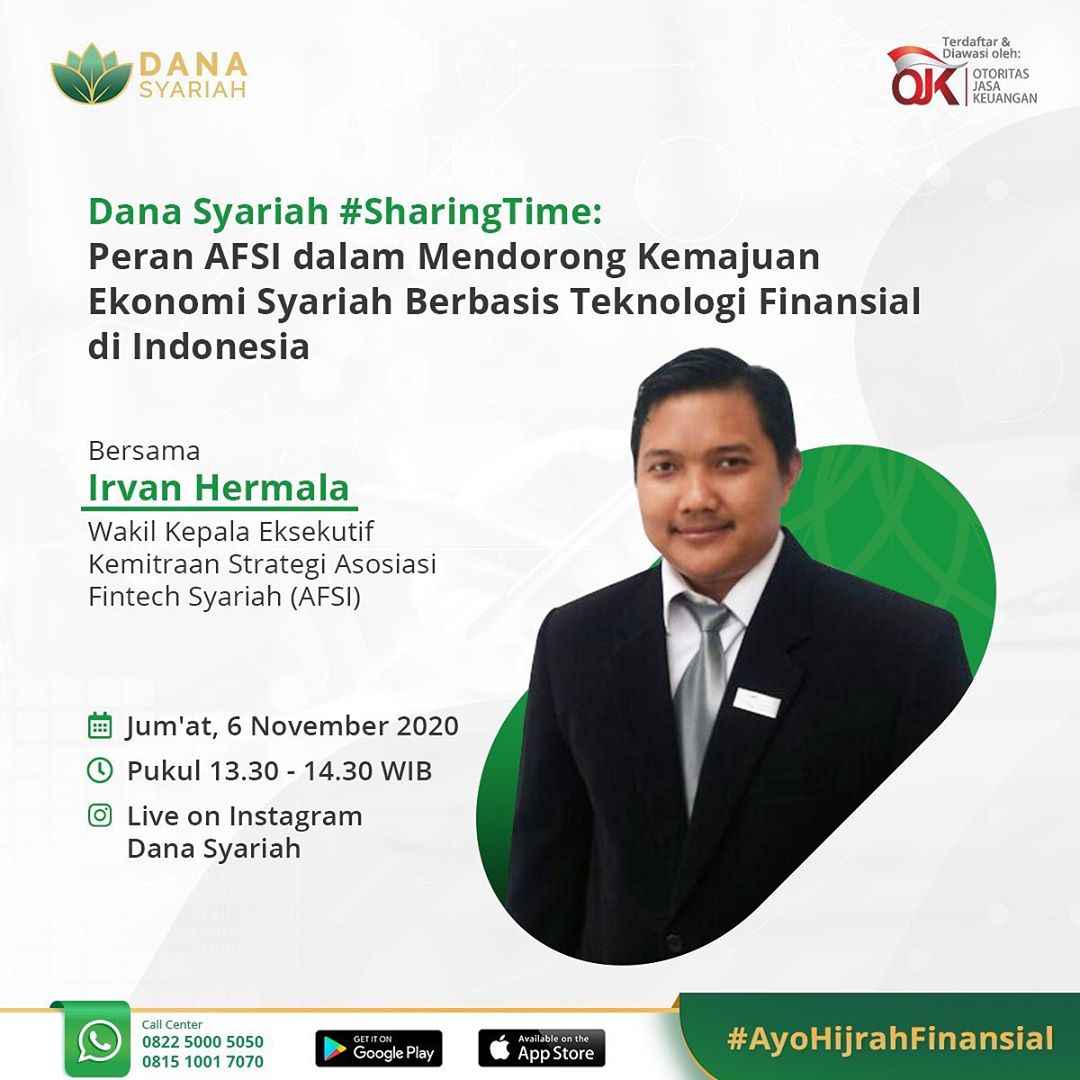 DANA
SYARIAH
Terdaftar &
Diawasi oleh:
OJK
OTORITAS
JASA
KEUANGAN
Dana Syariah #SharingTime:
Peran AFSI dalam Mendorong Kemajuan
Ekonomi Syariah Berbasis Teknologi Finansial
di Indonesia
Bersama
Irvan Hermala
Wakil Kepala Eksekutif
Kemitraan Strategi Asosiasi
Fintech Syariah (AFSI)
Jum'at, 6 November 2020
Pukul 13.30 - 14.30 WIB
Live on Instagram
Dana Syariah
Call Center
0822 5000 5050
0815 1001 7070
GET IT ON
Google Play
Available on the
App Store
#AyoHijrahFinansial